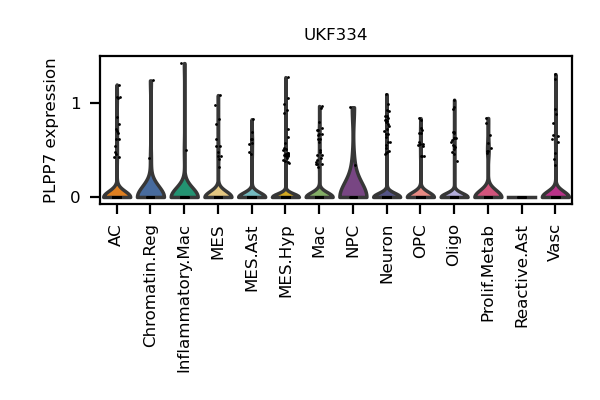 UKF334
PLPP7 expression
1
0
AC
Chromatin.Reg
Inflammatory.Mac
MES
MES.Ast
MES.Hyp
Mac
NPC
Neuron
OPC
Oligo
Prolif.Metab
Reactive.Ast
Vasc